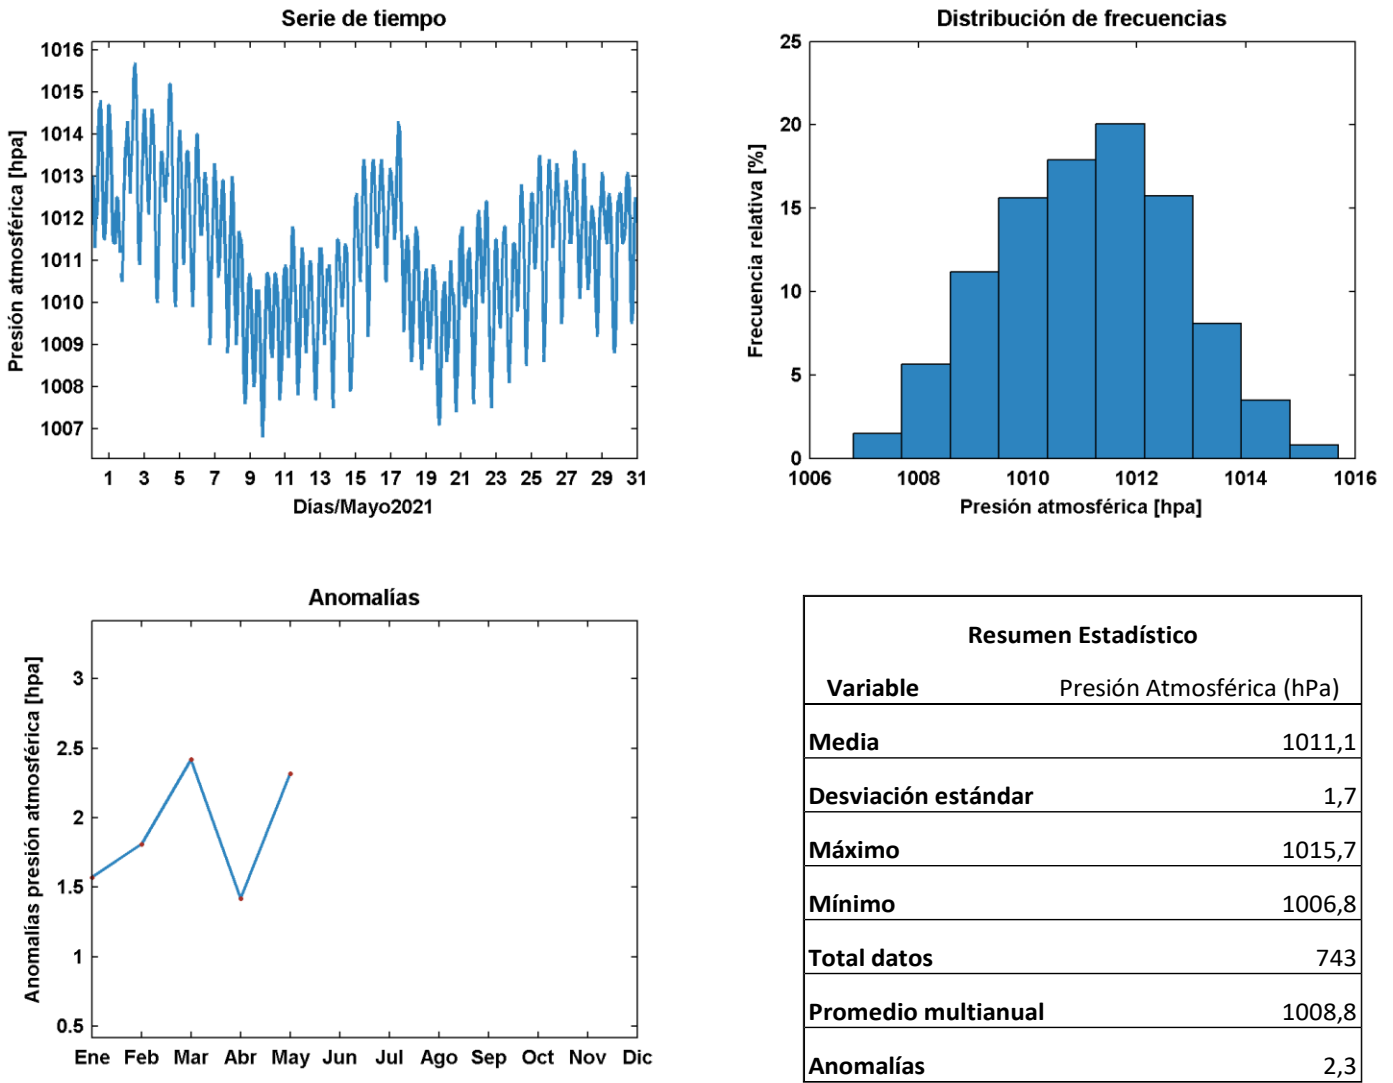 Serie de tiempo
Presión atmosférica [hpa]
1016
1015
1014
1013
1012
1011
1010
1009
1008
1007
1 3 5 7 9 11 13 15 17 19 21 23 25 27 29 31
Días/Mayo2021
Distribución de frecuencias
Frecuencia relativa [%]
25
20
15
10
5
0
1006 1008 1010 1012 1014 1016
Presión atmosférica [hpa]
Anomalías
Anomalías presión atmosférica [hpa]
3
2.5
2
1.5
1
0.5
Ene Feb Mar Abr May Jun Jul Ago Sep Oct Nov Dic
Resumen Estadístico
Variable Presión Atmosférica (hPa)
Media 1011,1
Desviación estándar 1,7
Máximo 1015,7
Mínimo 1006,8
Total datos 743
Promedio multianual 1008,8
Anomalías 2,3